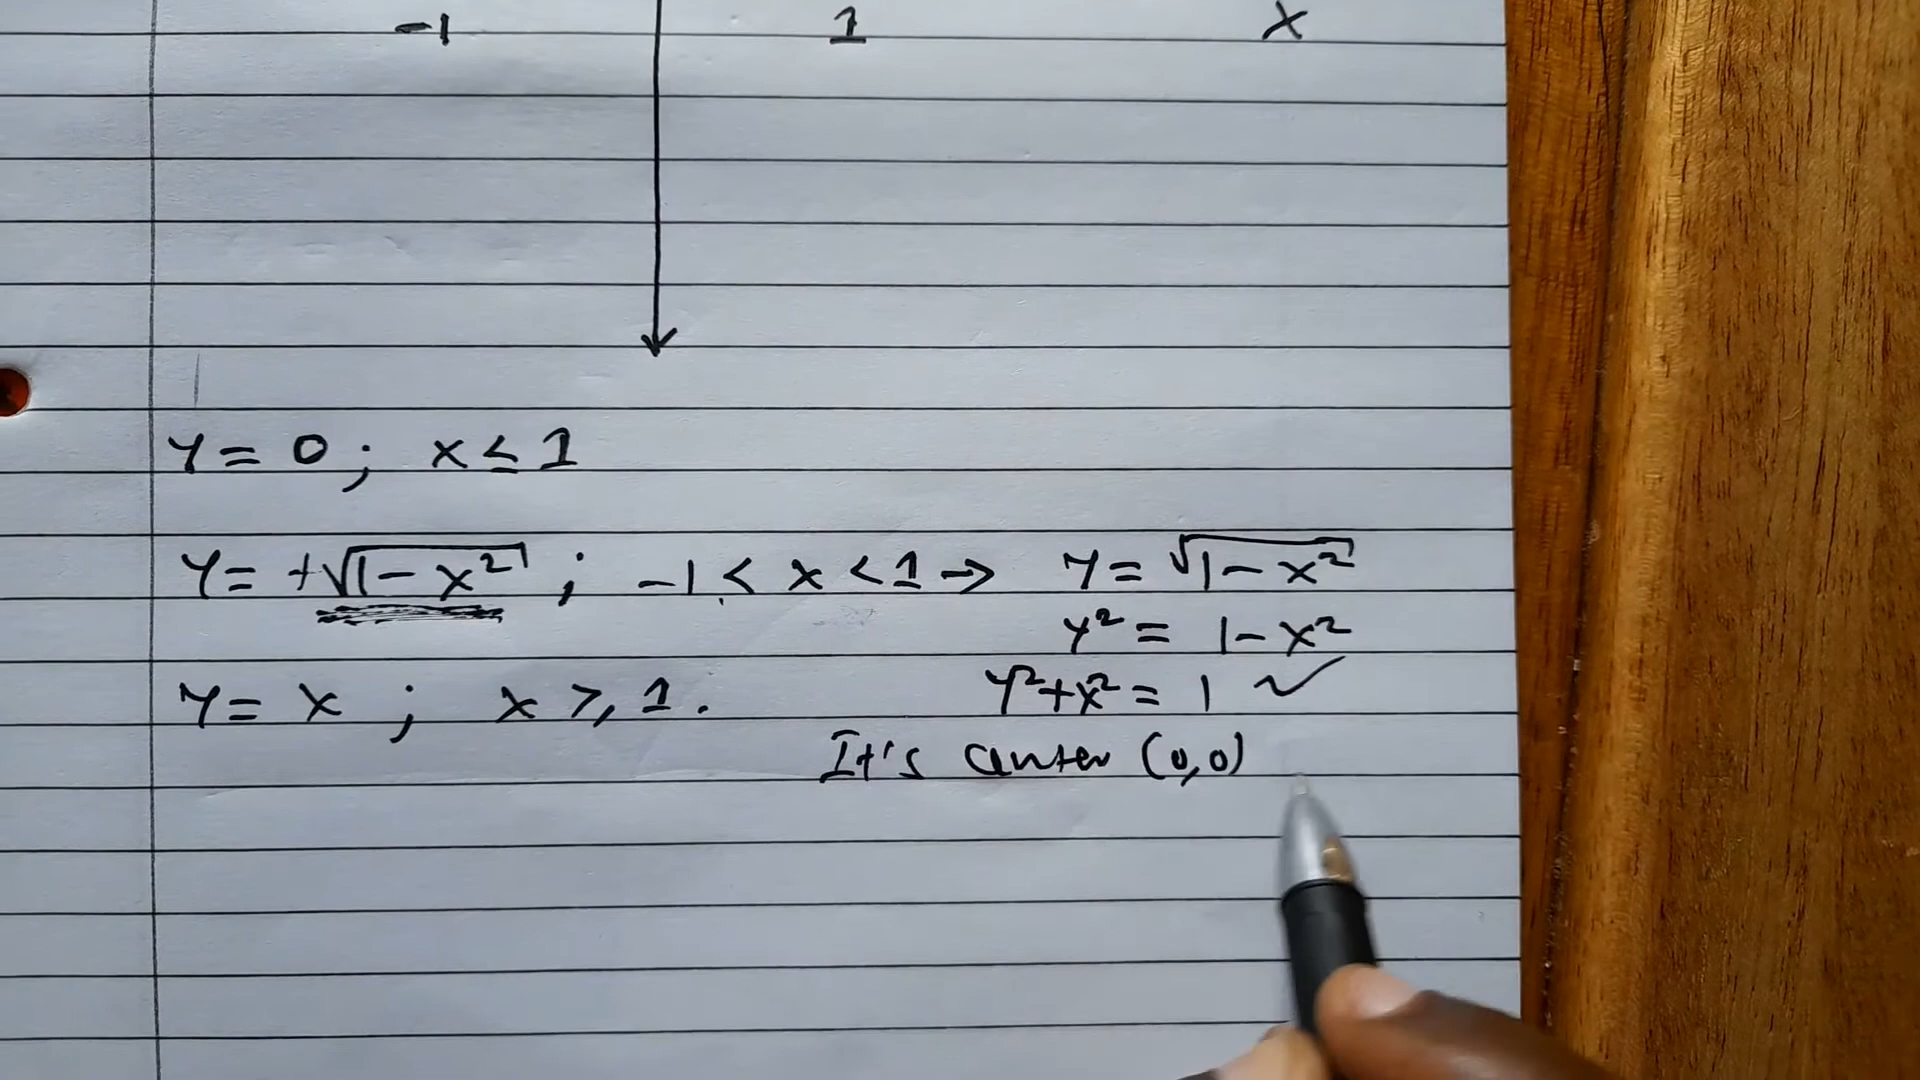 -1 1 x
y = 0 ; x ≤ 1
y = +√(1 - x²) ; -1 < x < 1 → y = √(1 - x²)
y² = 1 - x²
y = x ; x ≥ 1 . y² + x² = 1 ✓
It's center (0,0)